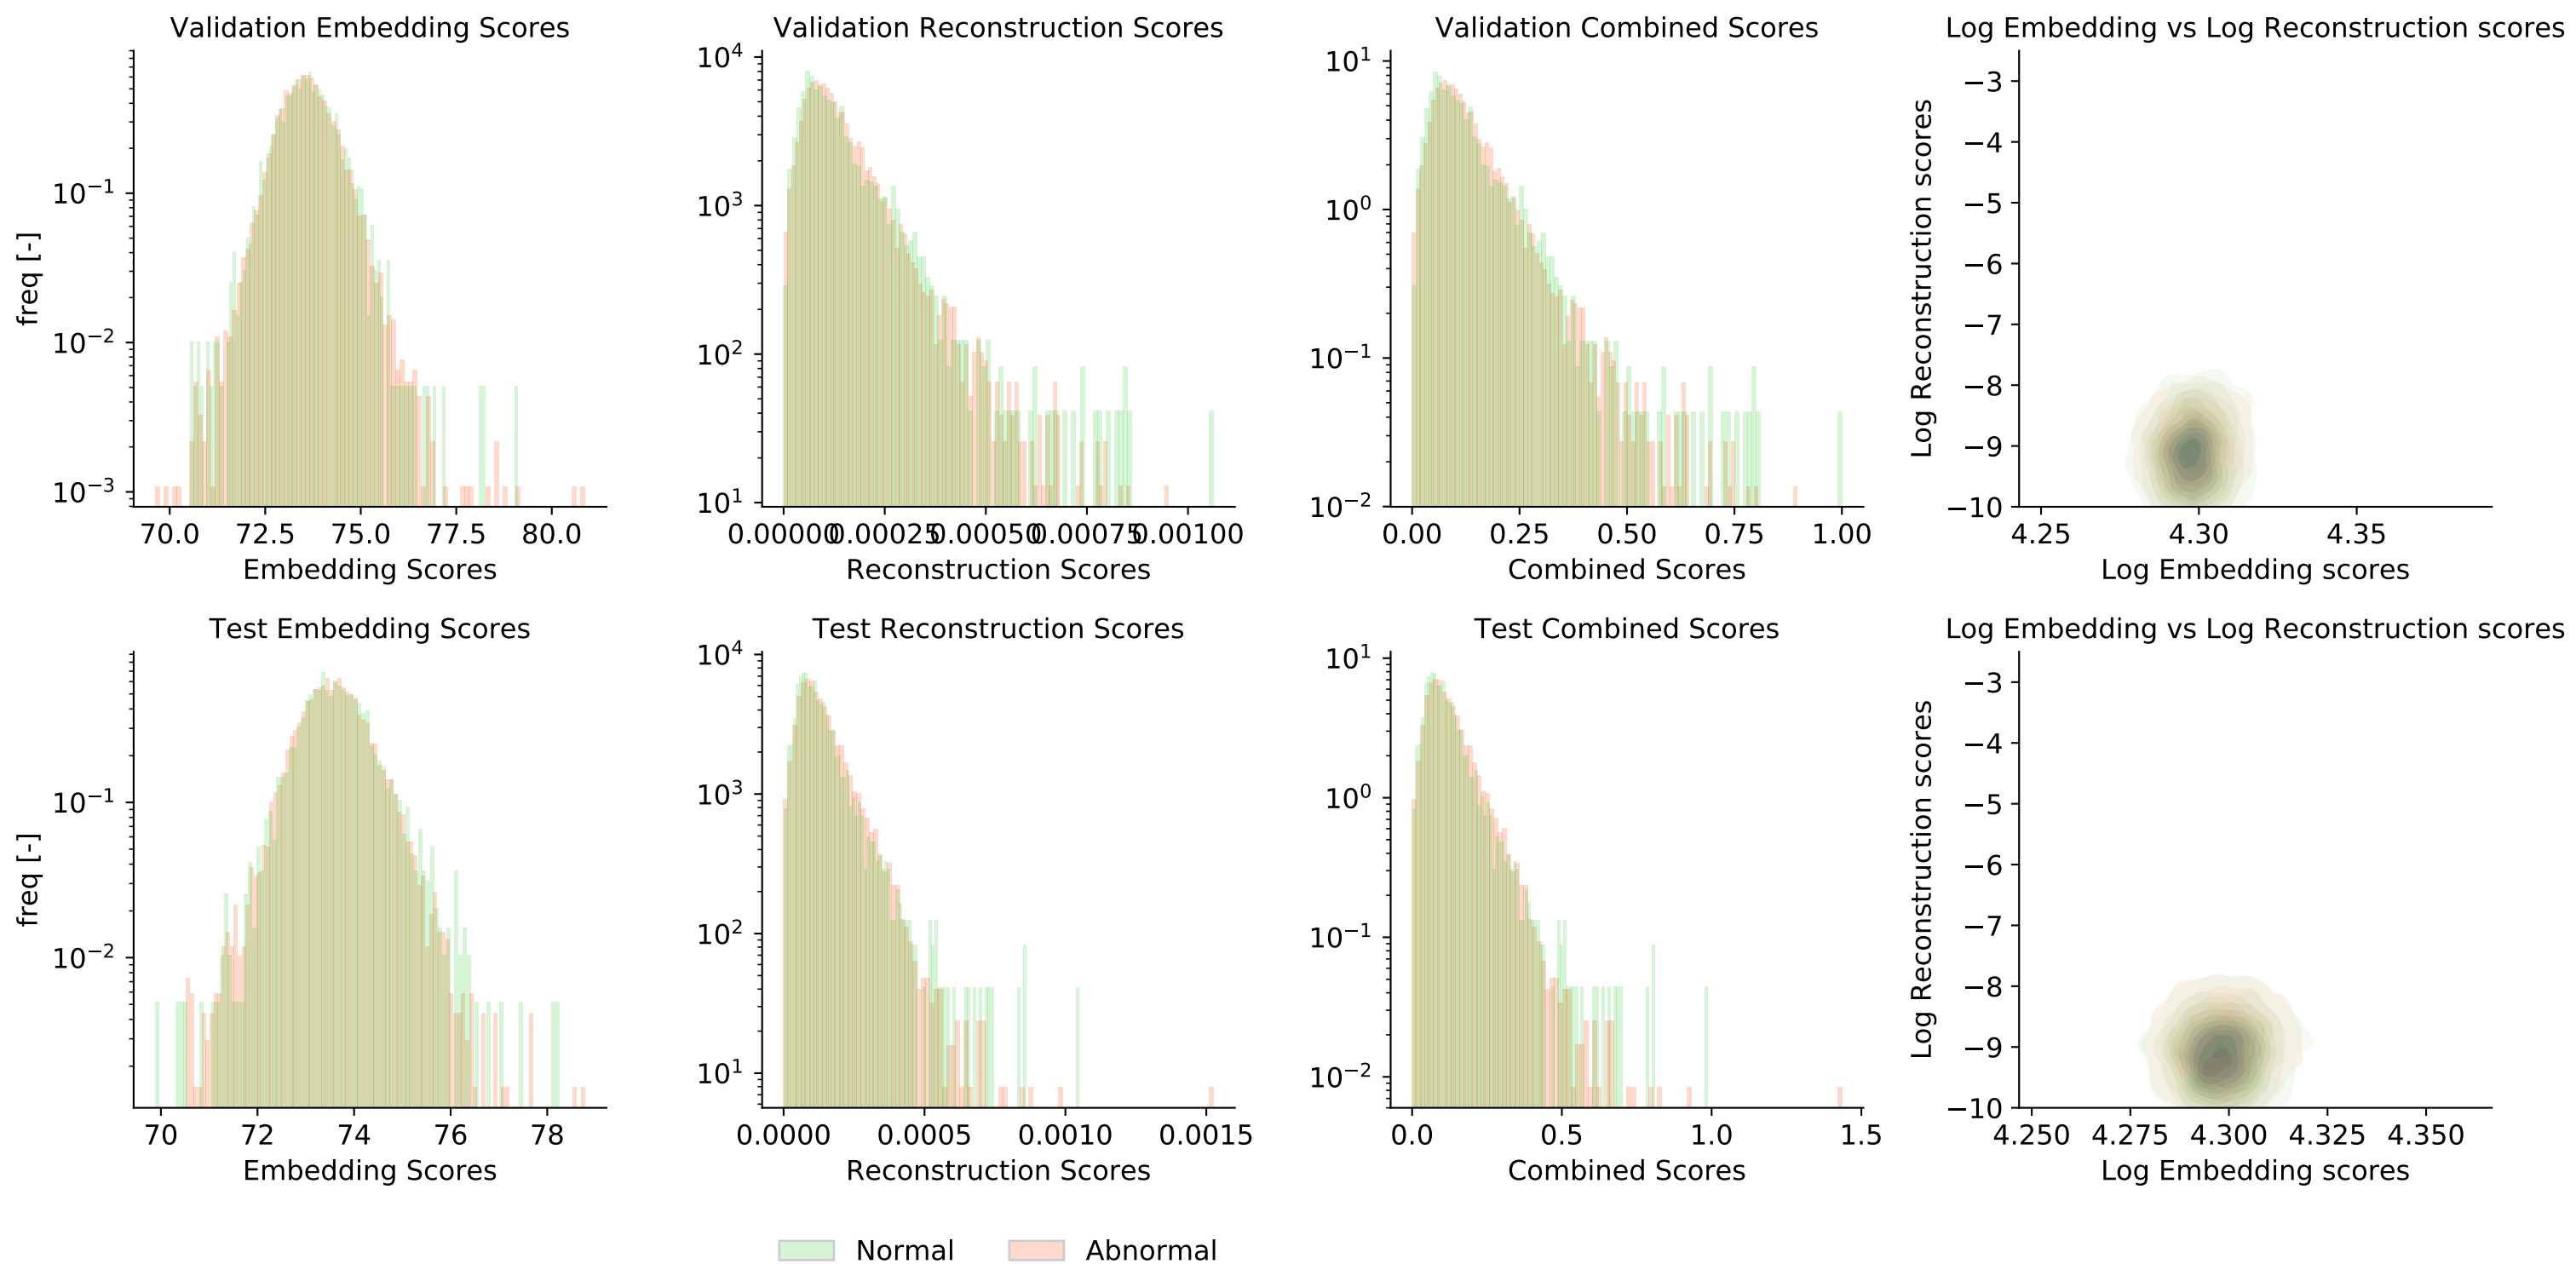 Validation Embedding Scores
freq [-]
10⁻¹
10⁻²
10⁻³
70.0 72.5 75.0 77.5 80.0
Embedding Scores
Validation Reconstruction Scores
10⁴
10³
10²
10¹
0.00000 0.00025 0.00050 0.00075 0.00100
Reconstruction Scores
Validation Combined Scores
10¹
10⁰
10⁻¹
10⁻²
0.00 0.25 0.50 0.75 1.00
Combined Scores
Log Embedding vs Log Reconstruction scores
Log Reconstruction scores
−3
−4
−5
−6
−7
−8
−9
−10
4.25 4.30 4.35
Log Embedding scores
Test Embedding Scores
freq [-]
10⁻¹
10⁻²
70 72 74 76 78
Embedding Scores
Test Reconstruction Scores
10⁴
10³
10²
10¹
0.0000 0.0005 0.0010 0.0015
Reconstruction Scores
Test Combined Scores
10¹
10⁰
10⁻¹
10⁻²
0.0 0.5 1.0 1.5
Combined Scores
Log Embedding vs Log Reconstruction scores
Log Reconstruction scores
−3
−4
−5
−6
−7
−8
−9
−10
4.250 4.275 4.300 4.325 4.350
Log Embedding scores
Normal Abnormal